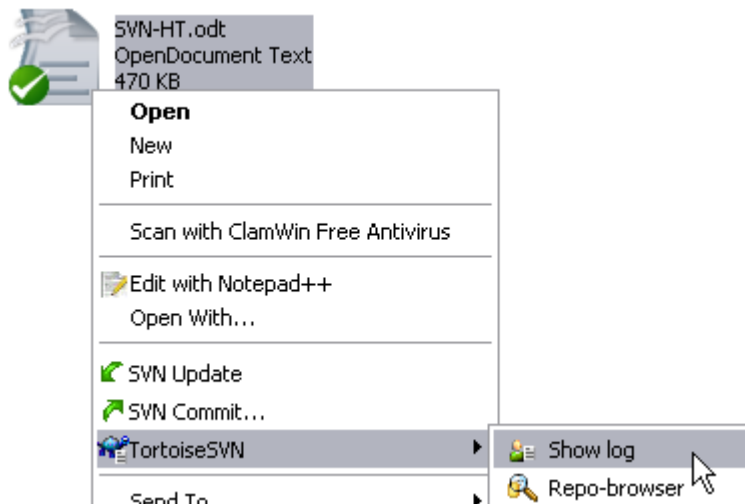 SVN-HT.odt
OpenDocument Text
470 KB
Open
New
Print
Scan with ClamWin Free Antivirus
Edit with Notepad++
Open With...
SVN Update
SVN Commit...
TortoiseSVN
Show log
Repo-browser
Send To